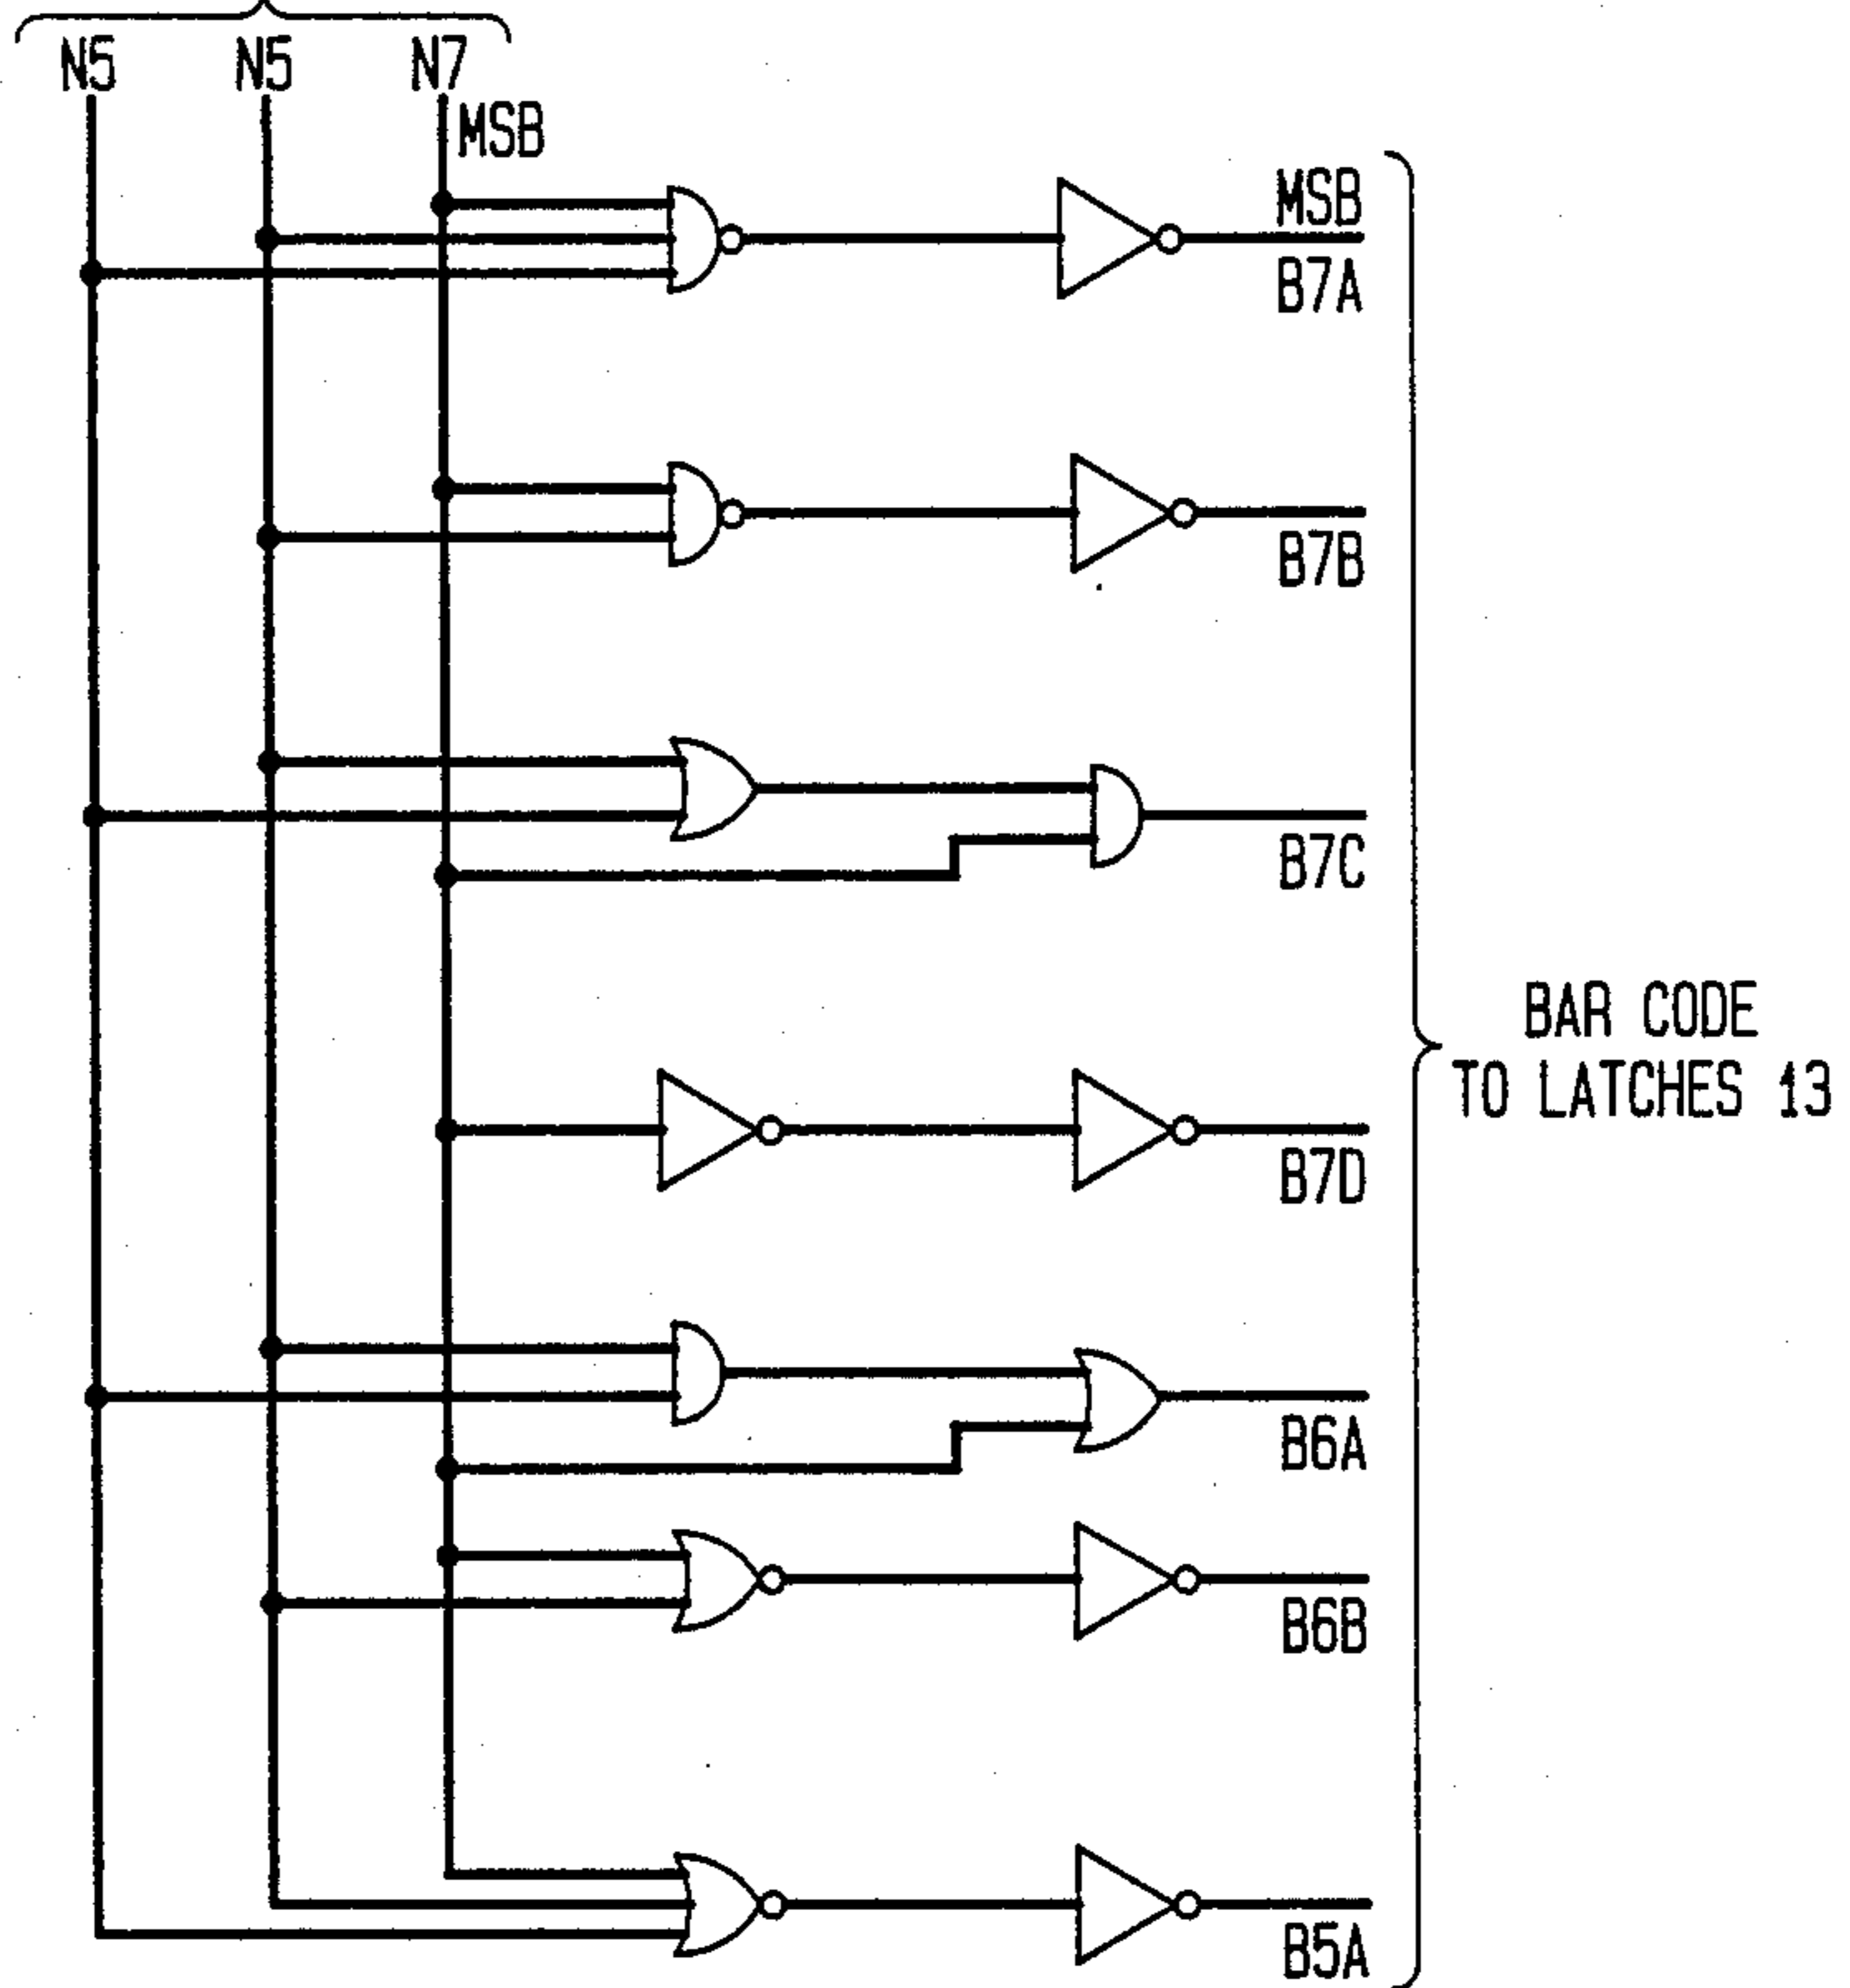 N5 N5 N7
MSB
MSB
B7A
B7B
B7C
BAR CODE
TO LATCHES 13
B7D
B6A
B6B
B5A